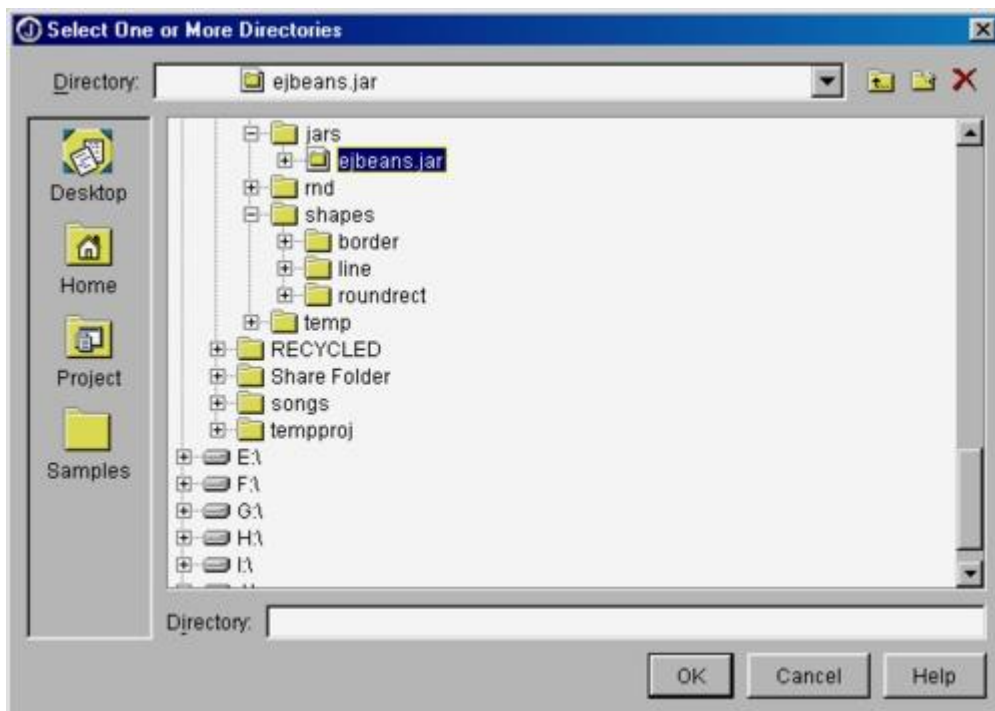 Select One or More Directories
Directory: ejbeans.jar
Desktop
Home
Project
Samples
jars
ejbeans.jar
rnd
shapes
border
line
roundrect
temp
RECYCLED
Share Folder
songs
tempproj
E:\
F:\
G:\
H:\
I:\
Directory:
OK Cancel Help